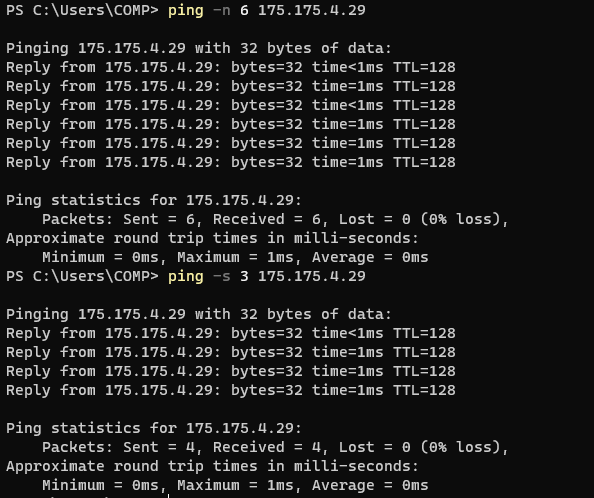 PS C:\Users\COMP> ping -n 6 175.175.4.29
Pinging 175.175.4.29 with 32 bytes of data:
Reply from 175.175.4.29: bytes=32 time<1ms TTL=128
Reply from 175.175.4.29: bytes=32 time=1ms TTL=128
Reply from 175.175.4.29: bytes=32 time<1ms TTL=128
Reply from 175.175.4.29: bytes=32 time=1ms TTL=128
Reply from 175.175.4.29: bytes=32 time=1ms TTL=128
Reply from 175.175.4.29: bytes=32 time=1ms TTL=128
Ping statistics for 175.175.4.29:
Packets: Sent = 6, Received = 6, Lost = 0 (0% loss),
Approximate round trip times in milli-seconds:
Minimum = 0ms, Maximum = 1ms, Average = 0ms
PS C:\Users\COMP> ping -s 3 175.175.4.29
Pinging 175.175.4.29 with 32 bytes of data:
Reply from 175.175.4.29: bytes=32 time<1ms TTL=128
Reply from 175.175.4.29: bytes=32 time=1ms TTL=128
Reply from 175.175.4.29: bytes=32 time=1ms TTL=128
Reply from 175.175.4.29: bytes=32 time=1ms TTL=128
Ping statistics for 175.175.4.29:
Packets: Sent = 4, Received = 4, Lost = 0 (0% loss),
Approximate round trip times in milli-seconds:
Minimum = 0ms, Maximum = 1ms, Average = 0ms